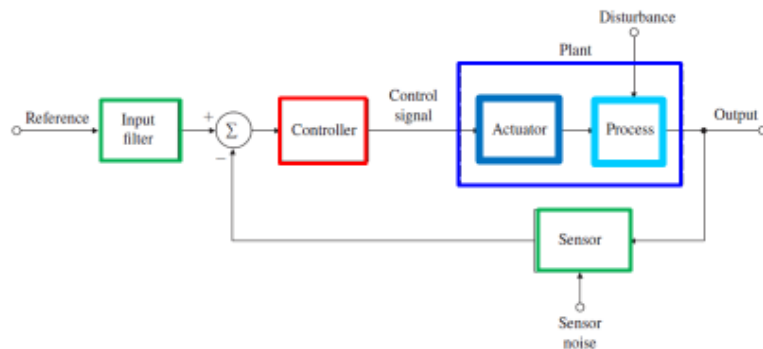 Disturbance
Plant
Reference
Input
filter
+
Σ
−
Controller
Control
signal
Actuator
Process
Output
Sensor
Sensor
noise